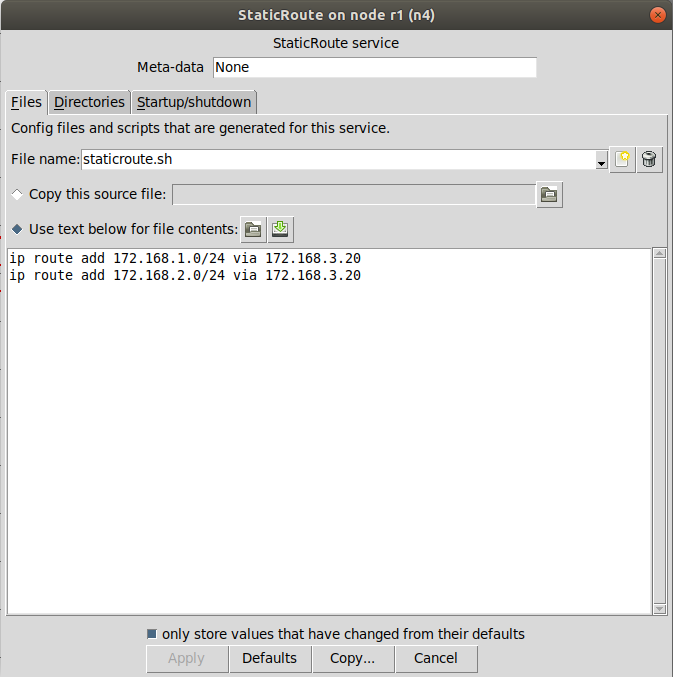 StaticRoute on node r1 (n4)
StaticRoute service
Meta-data None
Files Directories Startup/shutdown
Config files and scripts that are generated for this service.
File name: staticroute.sh
Copy this source file:
Use text below for file contents:
ip route add 172.168.1.0/24 via 172.168.3.20
ip route add 172.168.2.0/24 via 172.168.3.20
only store values that have changed from their defaults
Apply Defaults Copy... Cancel